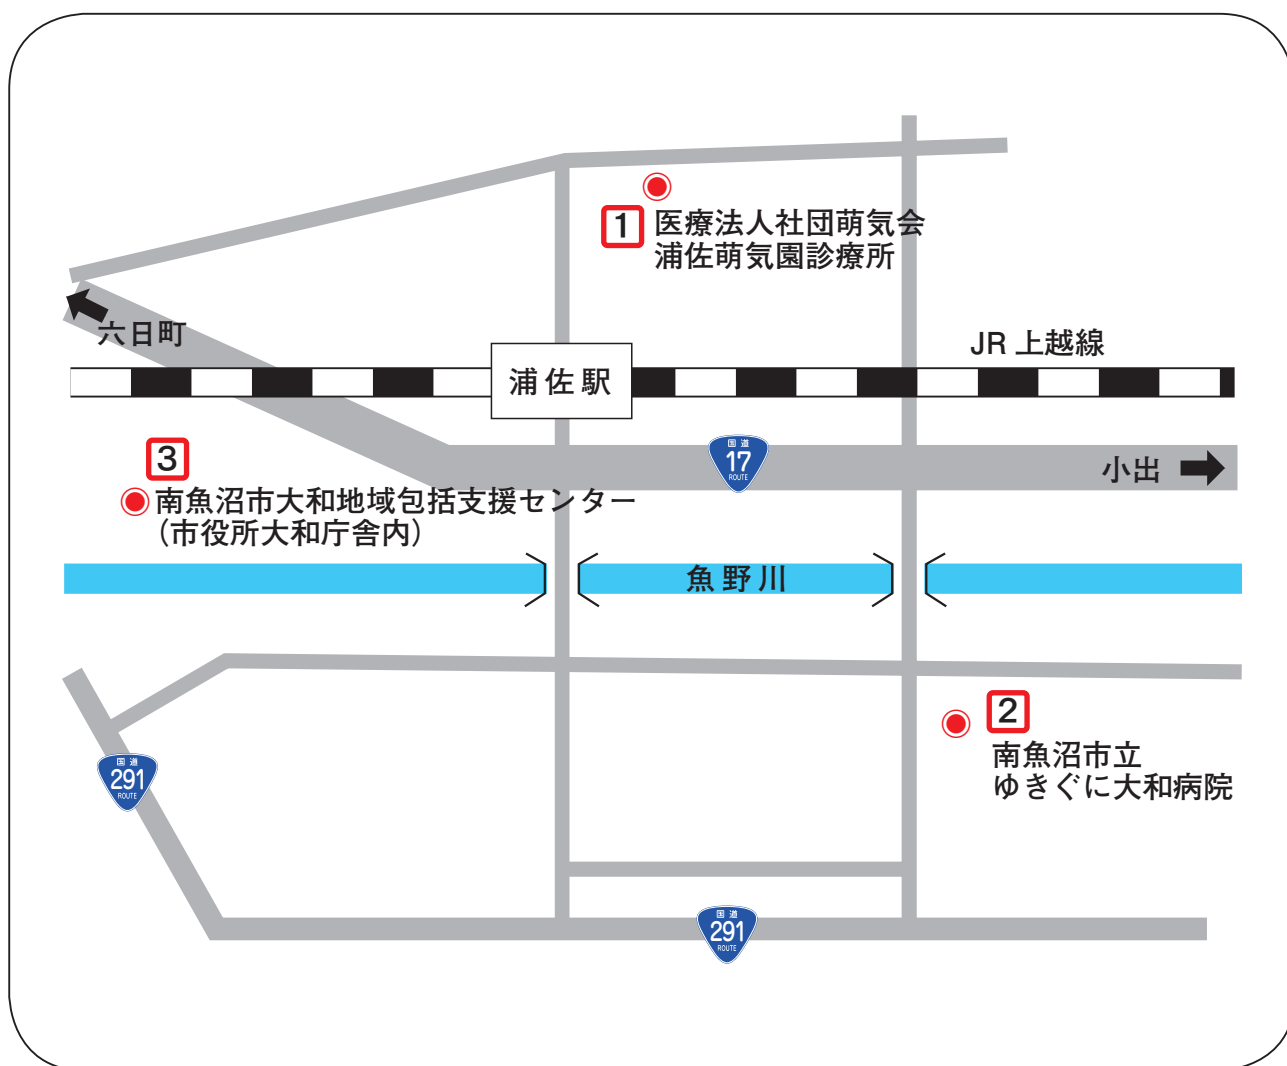 1
医療法人社団萌気会
浦佐萌気園診療所
六日町
JR 上越線
浦佐駅
国道
17
ROUTE
小出
3
南魚沼市大和地域包括支援センター
(市役所大和庁舎内)
魚野川
2
南魚沼市立
ゆきぐに大和病院
国道
291
ROUTE
国道
291
ROUTE